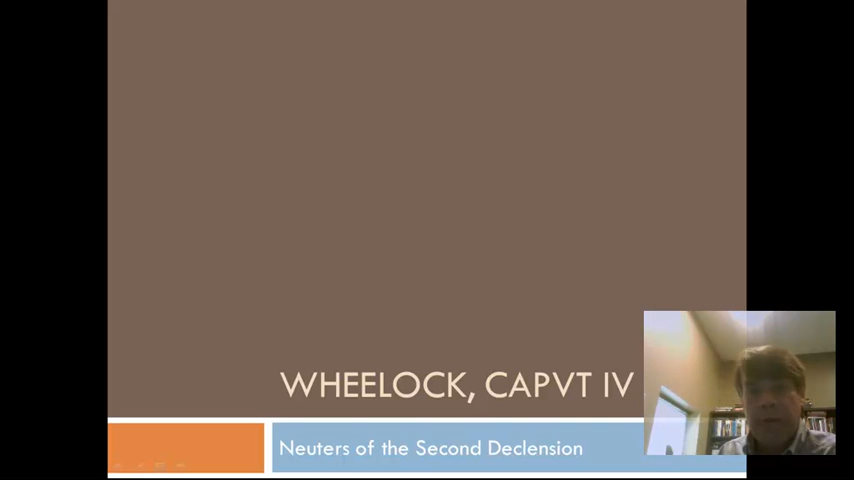 WHEELOCK, CAPVT IV
Neuters of the Second Declension